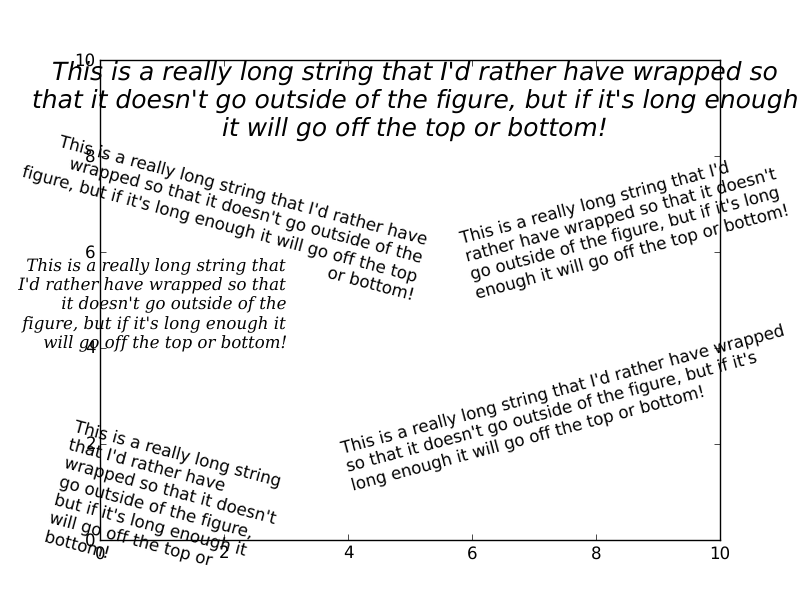 This is a really long string that I'd rather have wrapped so
that it doesn't go outside of the figure, but if it's long enough
it will go off the top or bottom!
This is a really long string that I'd rather have
wrapped so that it doesn't go outside of the
figure, but if it's long enough it will go off the top
or bottom!
This is a really long string that I'd
rather have wrapped so that it doesn't
go outside of the figure, but if it's long
enough it will go off the top or bottom!
This is a really long string that
I'd rather have wrapped so that
it doesn't go outside of the
figure, but if it's long enough it
will go off the top or bottom!
This is a really long string that I'd rather have wrapped
so that it doesn't go outside of the figure, but if it's
long enough it will go off the top or bottom!
This is a really long string
that I'd rather have
wrapped so that it doesn't
go outside of the figure,
but if it's long enough it
will go off the top or
bottom!
10
8
6
4
2
0
0 2 4 6 8 10